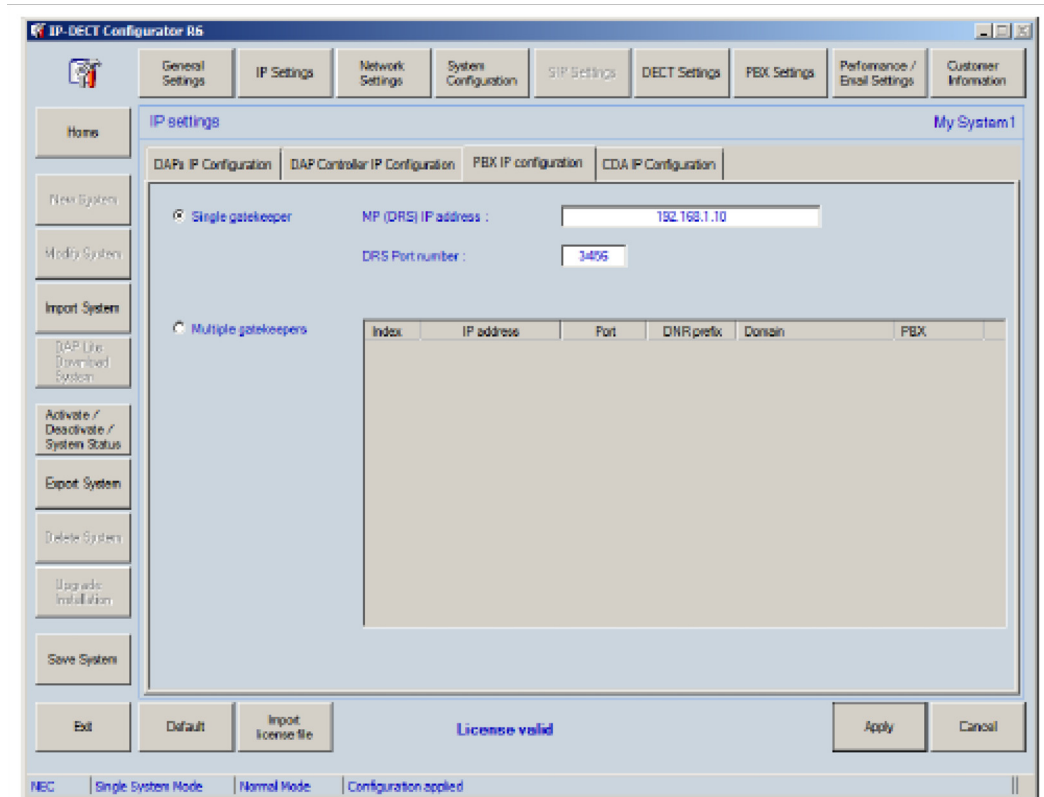 IP-DECT Configurator R6
General Settings
IP Settings
Network Settings
System Configuration
SIP Settings
DECT Settings
PBX Settings
Performance / Email Settings
Customer Information
Home
IP settings
My System1
DAPs IP Configuration
DAP Controller IP Configuration
PBX IP configuration
CDA IP Configuration
New System
Modify System
Import System
DAP Lite Download System
Activate / Deactivate / System Status
Export System
Delete System
Upgrade Installation
Save System
Single gatekeeper
MP (DRS) IP address :
192.168.1.10
DRS Port number :
3456
Multiple gatekeepers
Index
IP address
Port
DNR prefix
Domain
PBX
Exit
Default
Import license file
License valid
Apply
Cancel
NEC
Single System Mode
Normal Mode
Configuration applied